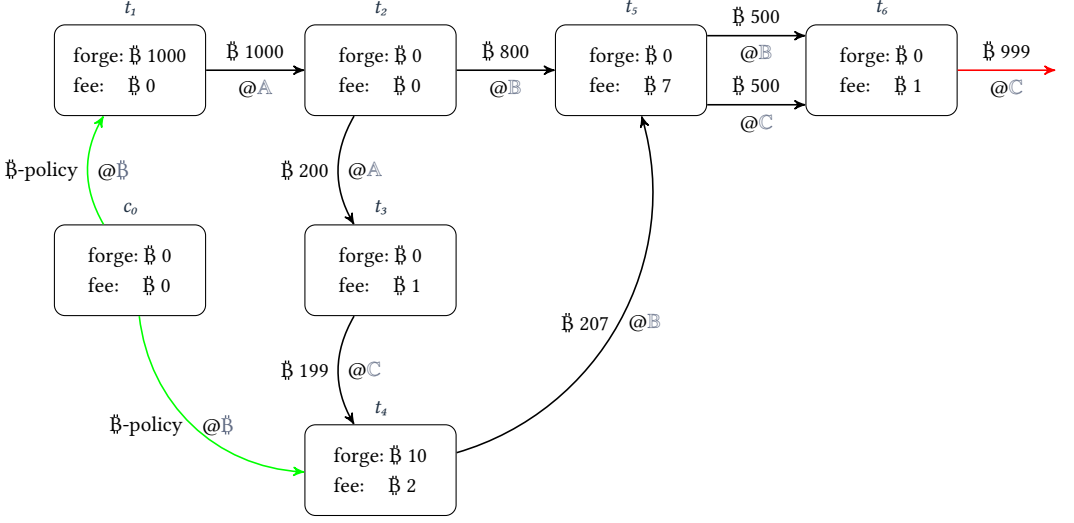 t₁
forge: ₿ 1000
fee: ₿ 0
₿ 1000
@𝔸
t₂
forge: ₿ 0
fee: ₿ 0
₿ 800
@𝔹
t₅
forge: ₿ 0
fee: ₿ 7
₿ 500
@𝔹
₿ 500
@ℂ
t₆
forge: ₿ 0
fee: ₿ 1
₿ 999
@ℂ
₿-policy @₿
₿ 200 @𝔸
c₀
forge: ₿ 0
fee: ₿ 0
t₃
forge: ₿ 0
fee: ₿ 1
₿ 207 @𝔹
₿ 199 @ℂ
₿-policy @₿
t₄
forge: ₿ 10
fee: ₿ 2